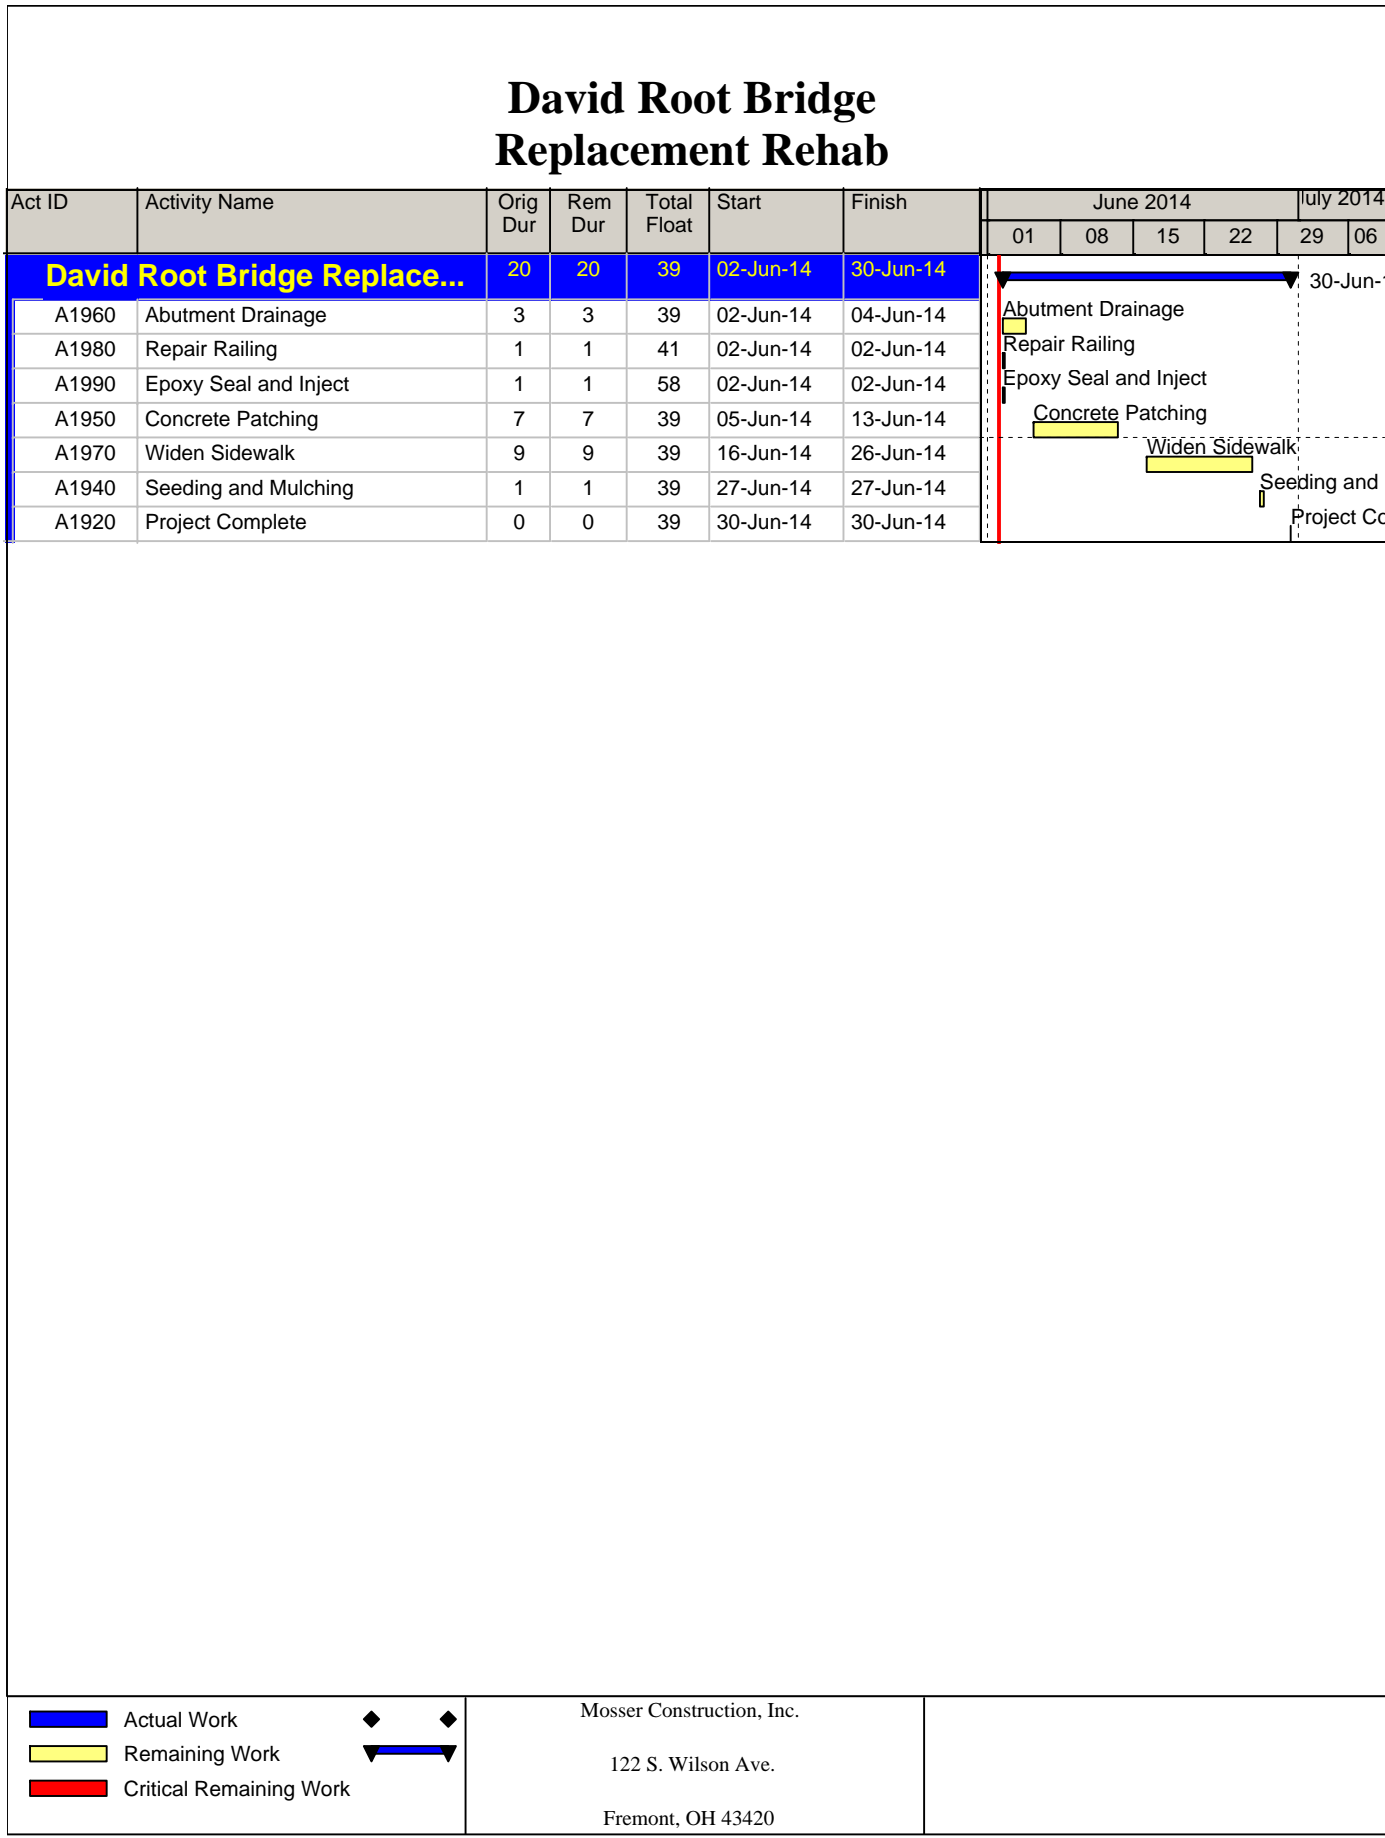 David Root Bridge
Replacement Rehab
Act ID Activity Name Orig Dur Rem Dur Total Float Start Finish June 2014 July 2014
01 08 15 22 29 06
David Root Bridge Replace... 20 20 39 02-Jun-14 30-Jun-14 30-Jun-1
A1960 Abutment Drainage 3 3 39 02-Jun-14 04-Jun-14 Abutment Drainage
A1980 Repair Railing 1 1 41 02-Jun-14 02-Jun-14 Repair Railing
A1990 Epoxy Seal and Inject 1 1 58 02-Jun-14 02-Jun-14 Epoxy Seal and Inject
A1950 Concrete Patching 7 7 39 05-Jun-14 13-Jun-14 Concrete Patching
A1970 Widen Sidewalk 9 9 39 16-Jun-14 26-Jun-14 Widen Sidewalk
A1940 Seeding and Mulching 1 1 39 27-Jun-14 27-Jun-14 Seeding and
A1920 Project Complete 0 0 39 30-Jun-14 30-Jun-14 Project Co
Actual Work
Remaining Work
Critical Remaining Work
Mosser Construction, Inc.
122 S. Wilson Ave.
Fremont, OH 43420